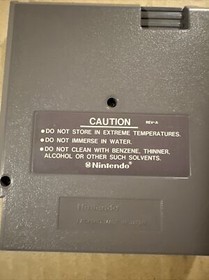 CAUTION REV-A
● DO NOT STORE IN EXTREME TEMPERATURES.
● DO NOT IMMERSE IN WATER.
● DO NOT CLEAN WITH BENZENE, THINNER,
ALCOHOL OR OTHER SUCH SOLVENTS.
Nintendo®